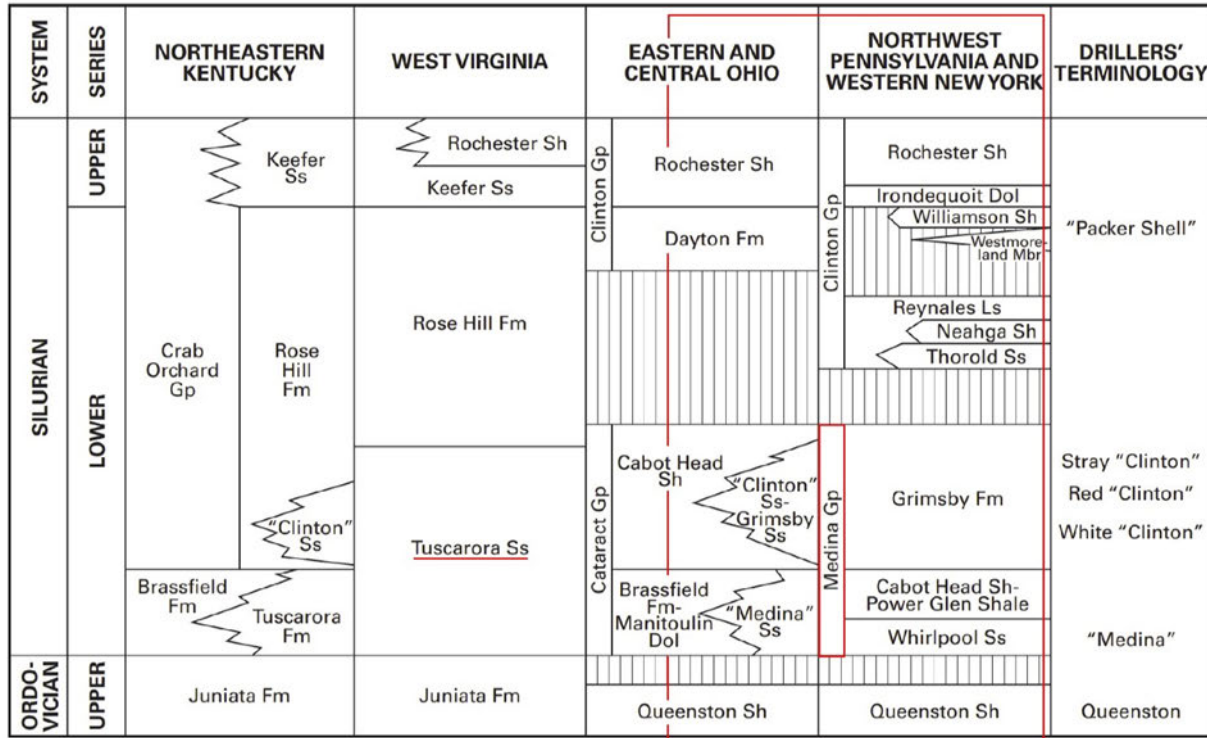 SYSTEM
SERIES
NORTHEASTERN
KENTUCKY
WEST VIRGINIA
EASTERN AND
CENTRAL OHIO
NORTHWEST
PENNSYLVANIA AND
WESTERN NEW YORK
DRILLERS'
TERMINOLOGY
SILURIAN
UPPER
LOWER
ORDO-
VICIAN
UPPER
Keefer
Ss
Crab
Orchard
Gp
Rose
Hill
Fm
"Clinton"
Ss
Brassfield
Fm
Tuscarora
Fm
Juniata Fm
Rochester Sh
Keefer Ss
Rose Hill Fm
Tuscarora Ss
Juniata Fm
Clinton Gp
Rochester Sh
Dayton Fm
Cataract Gp
Cabot Head
Sh
"Clinton"
Ss-
Grimsby
Ss
Brassfield
Fm-
Manitoulin
Dol
"Medina"
Ss
Queenston Sh
Clinton Gp
Rochester Sh
Irondequoit Dol
Williamson Sh
Westmore-
land Mbr
Reynales Ls
Neahga Sh
Thorold Ss
Medina Gp
Grimsby Fm
Cabot Head Sh-
Power Glen Shale
Whirlpool Ss
Queenston Sh
"Packer Shell"
Stray "Clinton"
Red "Clinton"
White "Clinton"
"Medina"
Queenston